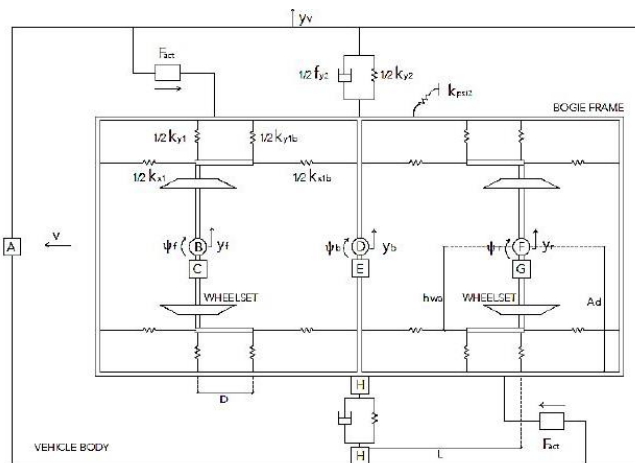 yv
Fact
1/2 fy2
1/2 ky2
kpsi2
BOGIE FRAME
1/2 ky1
1/2 ky1b
1/2 kx1
1/2 kx1b
A
v
ψf
B
yf
C
ψb
D
yb
E
ψr
F
yr
G
WHEELSET
WHEELSET
hwa
Ad
D
H
VEHICLE BODY
H
L
Fact